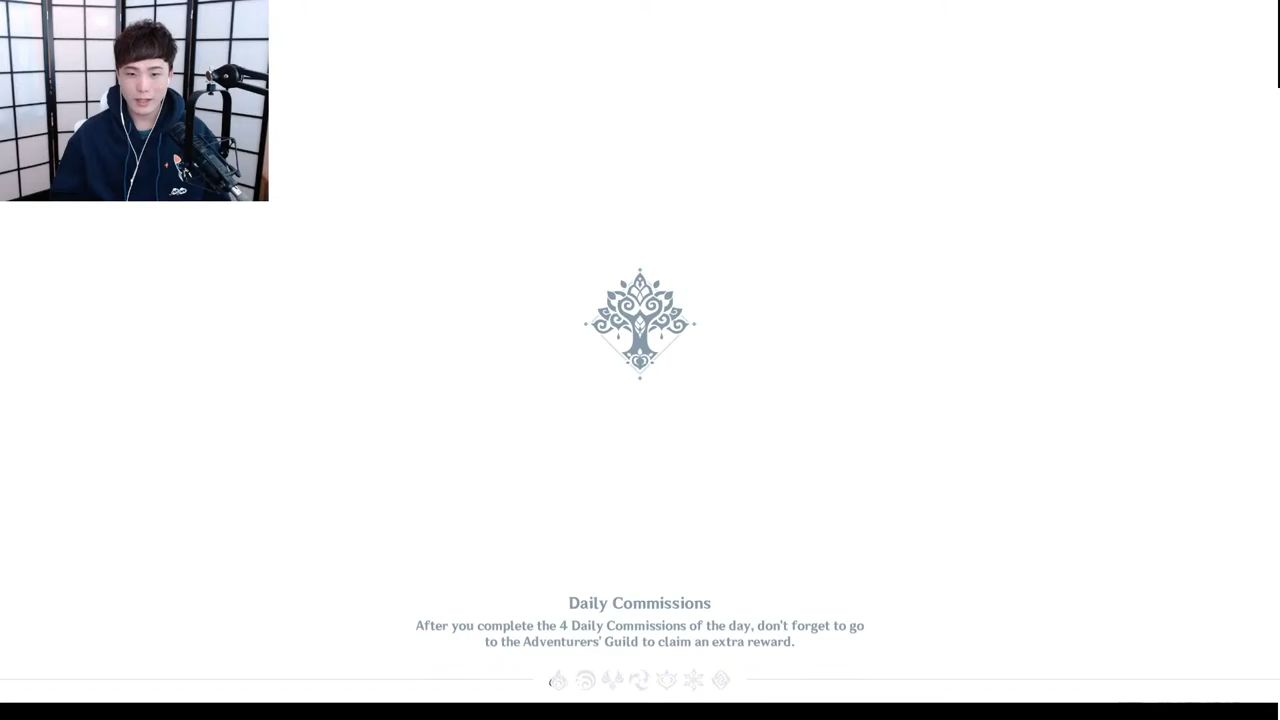 Daily Commissions
After you complete the 4 Daily Commissions of the day, don't forget to go
to the Adventurers' Guild to claim an extra reward.